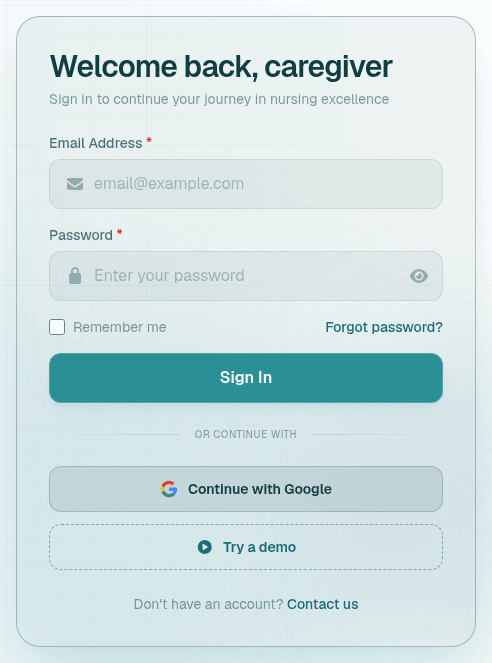 Welcome back, caregiver
Sign in to continue your journey in nursing excellence
Email Address *
email@example.com
Password *
Enter your password
Remember me
Forgot password?
Sign In
OR CONTINUE WITH
Continue with Google
Try a demo
Don't have an account? Contact us